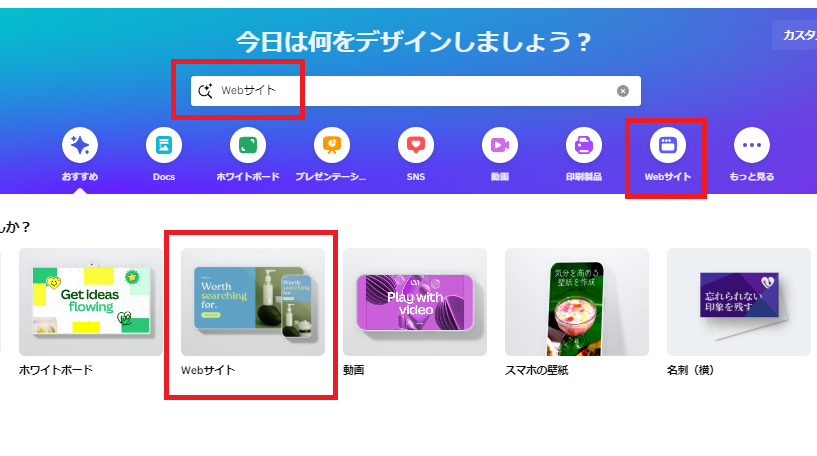 今日は何をデザインしましょう？
カスタ
Webサイト
おすすめ
Docs
ホワイトボード
プレゼンテーシ...
SNS
動画
印刷製品
Webサイト
もっと見る
んか？
Get ideas
flowing
Worth
searching
for.
Play with
video
気分を高める
壁紙を作成
忘れられない
印象を残す
ホワイトボード
Webサイト
動画
スマホの壁紙
名刺（横）